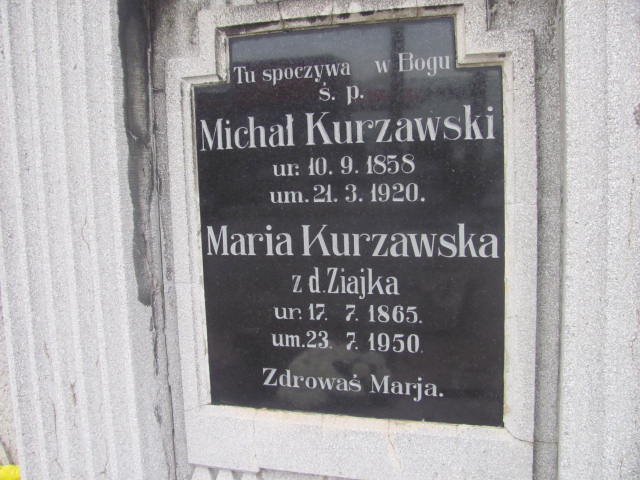 Tu spoczywa w Bogu
ś. p.
Michał Kurzawski
ur. 10. 9. 1858
um. 21. 3. 1920.
Maria Kurzawska
z d. Ziajka
ur. 17. 7. 1865.
um. 23. 7. 1950.
Zdrowaś Marja.